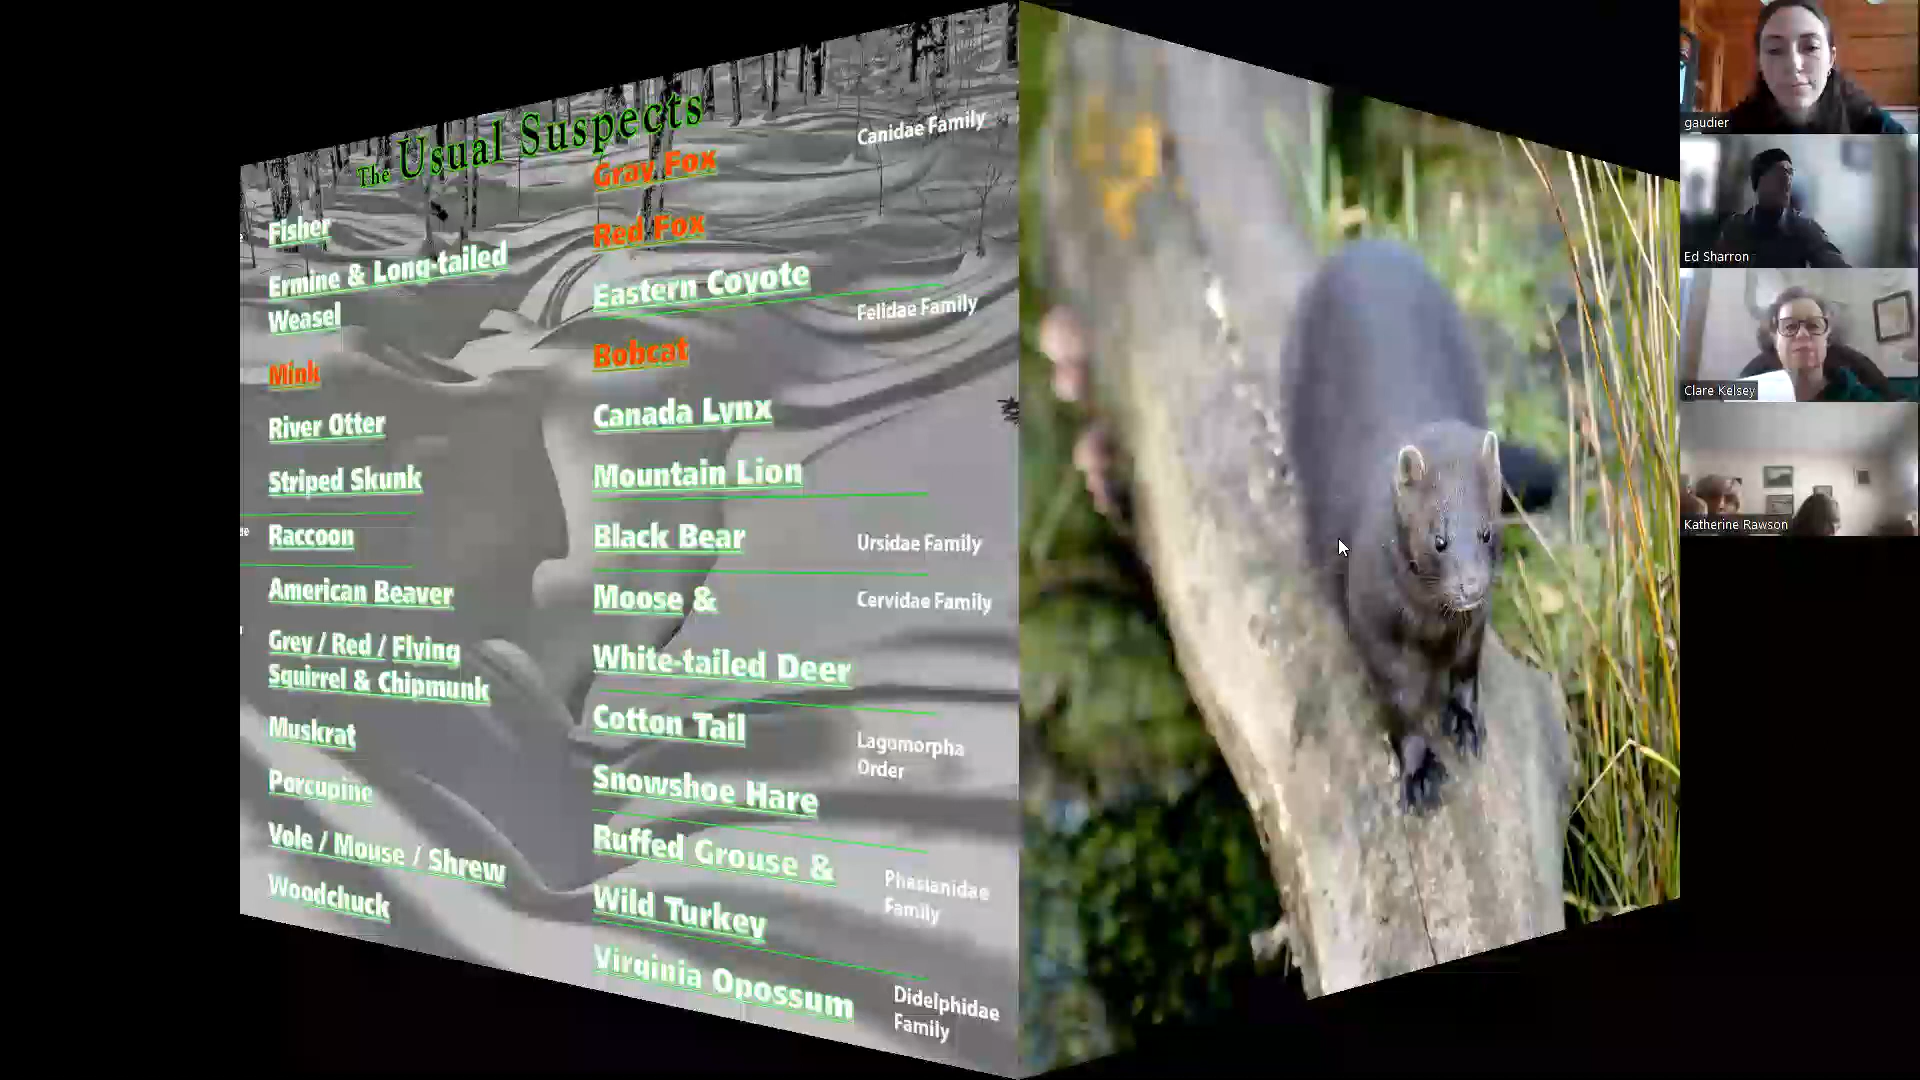 The Usual Suspects
Fisher
Ermine & Long-tailed
Weasel
Mink
River Otter
Striped Skunk
Raccoon
American Beaver
Grey / Red / Flying
Squirrel & Chipmunk
Muskrat
Porcupine
Vole / Mouse / Shrew
Woodchuck
Canidae Family
Gray Fox
Red Fox
Eastern Coyote
Felidae Family
Bobcat
Canada Lynx
Mountain Lion
Black Bear
Ursidae Family
Moose &
Cervidae Family
White-tailed Deer
Cotton Tail
Lagomorpha
Order
Snowshoe Hare
Ruffed Grouse &
Phasianidae
Family
Wild Turkey
Virginia Opossum
Didelphidae
Family
gaudier
Ed Sharron
Clare Kelsey
Katherine Rawson